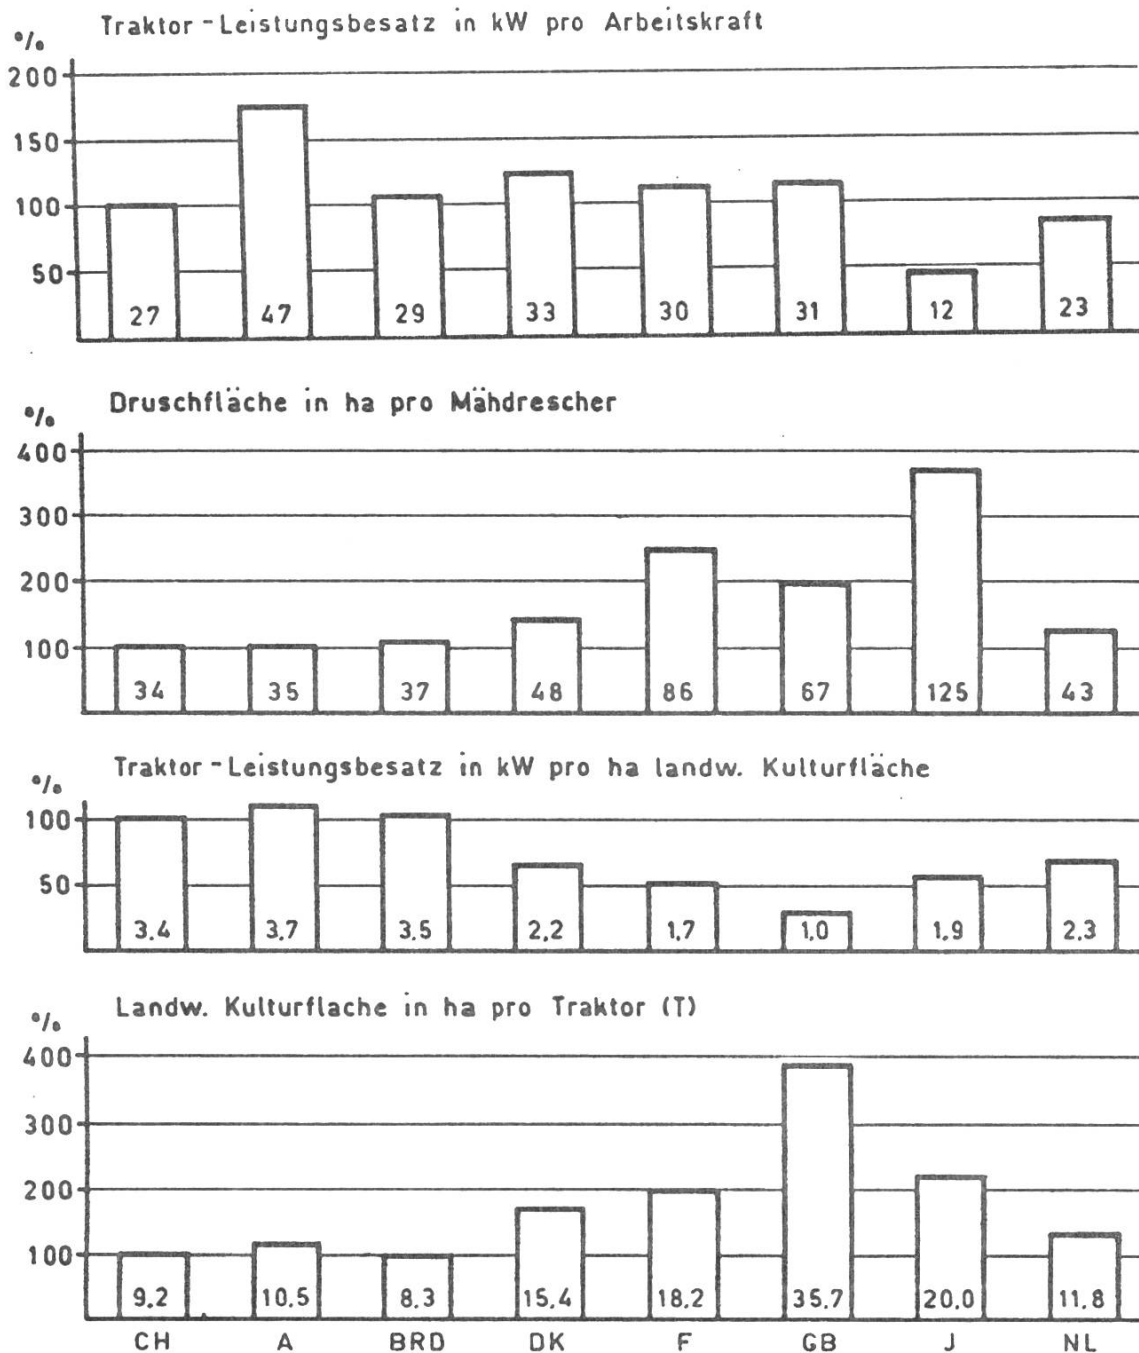 Traktor-Leistungsbesatz in kW pro Arbeitskraft
%
200
150
100
50
27 47 29 33 30 31 12 23
Druschfläche in ha pro Mähdrescher
%
400
300
200
100
34 35 37 48 86 67 125 43
Traktor-Leistungsbesatz in kW pro ha landw. Kulturfläche
%
100
50
3.4 3.7 3.5 2.2 1.7 1.0 1.9 2.3
Landw. Kulturflache in ha pro Traktor (T)
%
400
300
200
100
9.2 10.5 8.3 15.4 18.2 35.7 20.0 11.8
CH A BRD DK F GB J NL